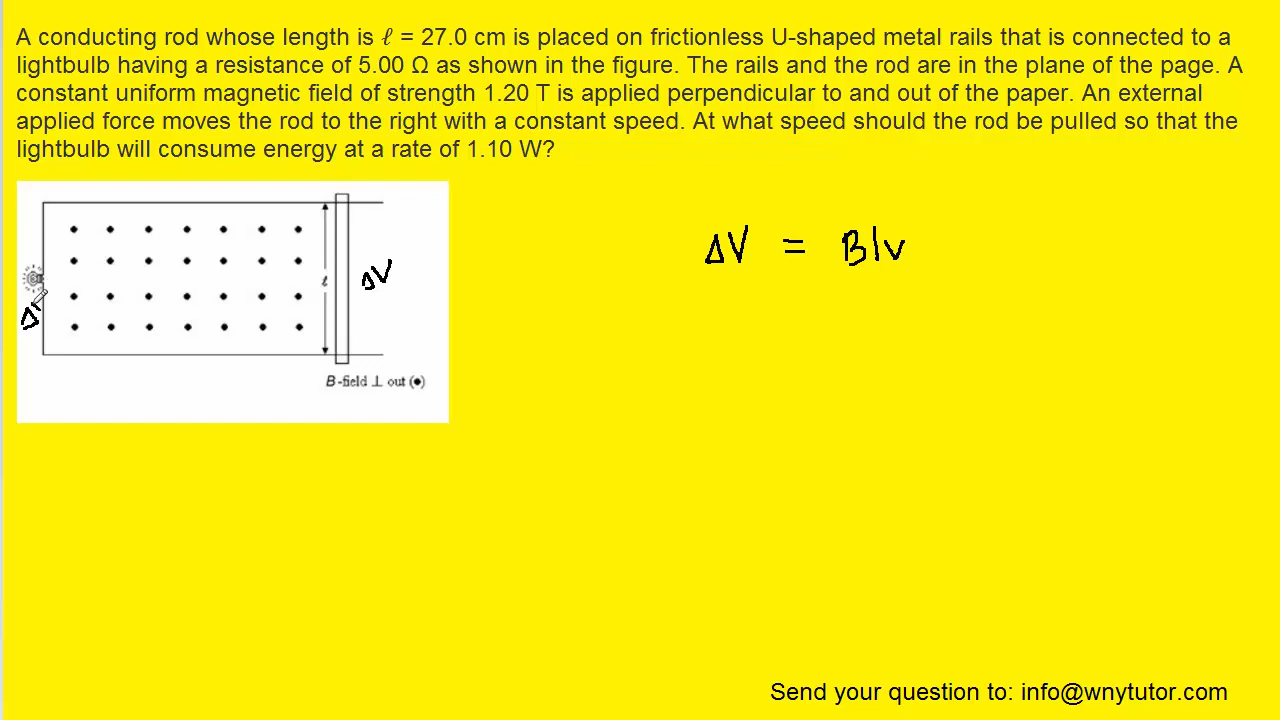 A conducting rod whose length is ℓ = 27.0 cm is placed on frictionless U-shaped metal rails that is connected to a
lightbulb having a resistance of 5.00 Ω as shown in the figure. The rails and the rod are in the plane of the page. A
constant uniform magnetic field of strength 1.20 T is applied perpendicular to and out of the paper. An external
applied force moves the rod to the right with a constant speed. At what speed should the rod be pulled so that the
lightbulb will consume energy at a rate of 1.10 W?
ΔV = Blv
ℓ
ΔV
B-field ⊥ out (•)
Send your question to: info@wnytutor.com